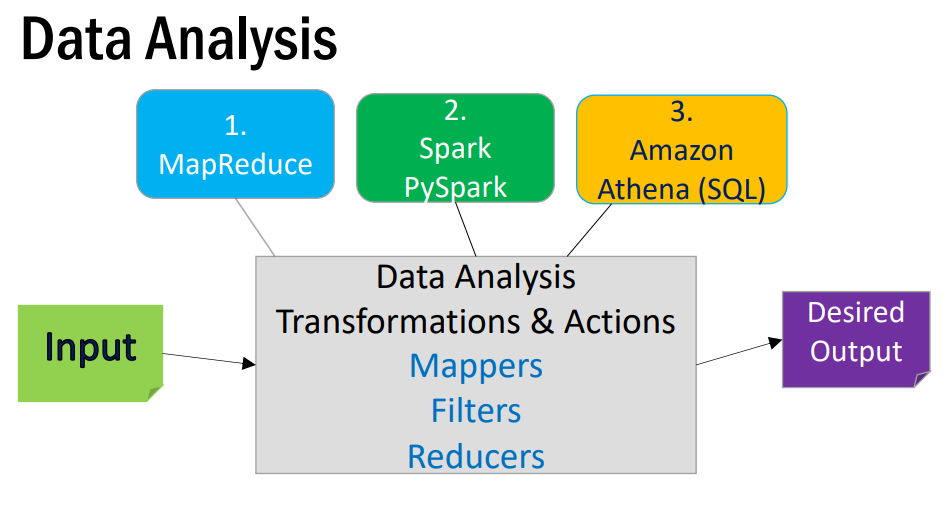 Data Analysis
1.
MapReduce
2.
Spark
PySpark
3.
Amazon
Athena (SQL)
Input
Data Analysis
Transformations & Actions
Mappers
Filters
Reducers
Desired
Output